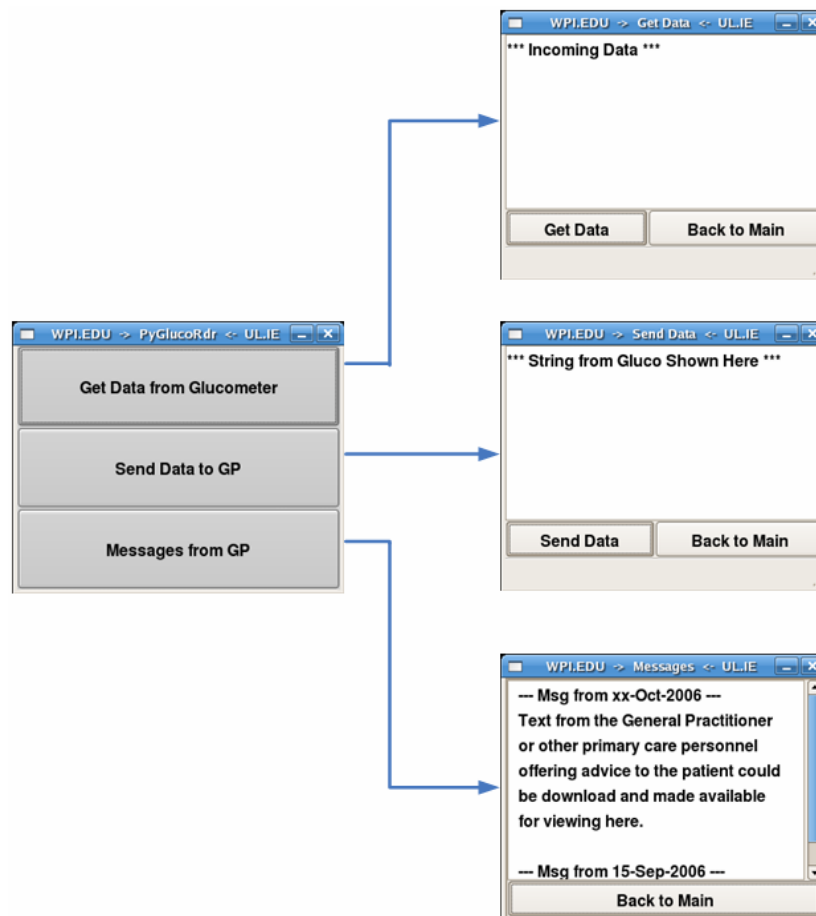 WPI.EDU -> Get Data <- UL.IE
*** Incoming Data ***
Get Data
Back to Main
WPI.EDU -> PyGlucoRdr <- UL.IE
Get Data from Glucometer
Send Data to GP
Messages from GP
WPI.EDU -> Send Data <- UL.IE
*** String from Gluco Shown Here ***
Send Data
Back to Main
WPI.EDU -> Messages <- UL.IE
--- Msg from xx-Oct-2006 ---
Text from the General Practitioner
or other primary care personnel
offering advice to the patient could
be download and made available
for viewing here.
--- Msg from 15-Sep-2006 ---
Back to Main